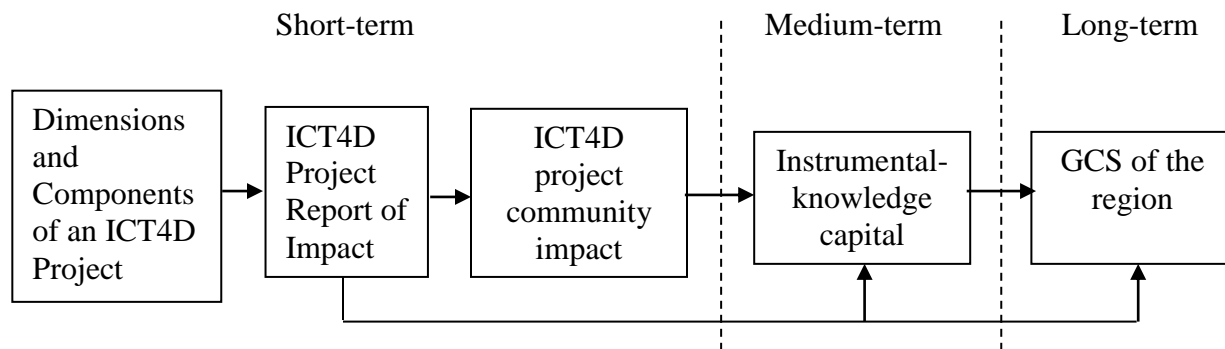 Short-term
Medium-term
Long-term
Dimensions
and
Components
of an ICT4D
Project
ICT4D
Project
Report of
Impact
ICT4D
project
community
impact
Instrumental-
knowledge
capital
GCS of the
region